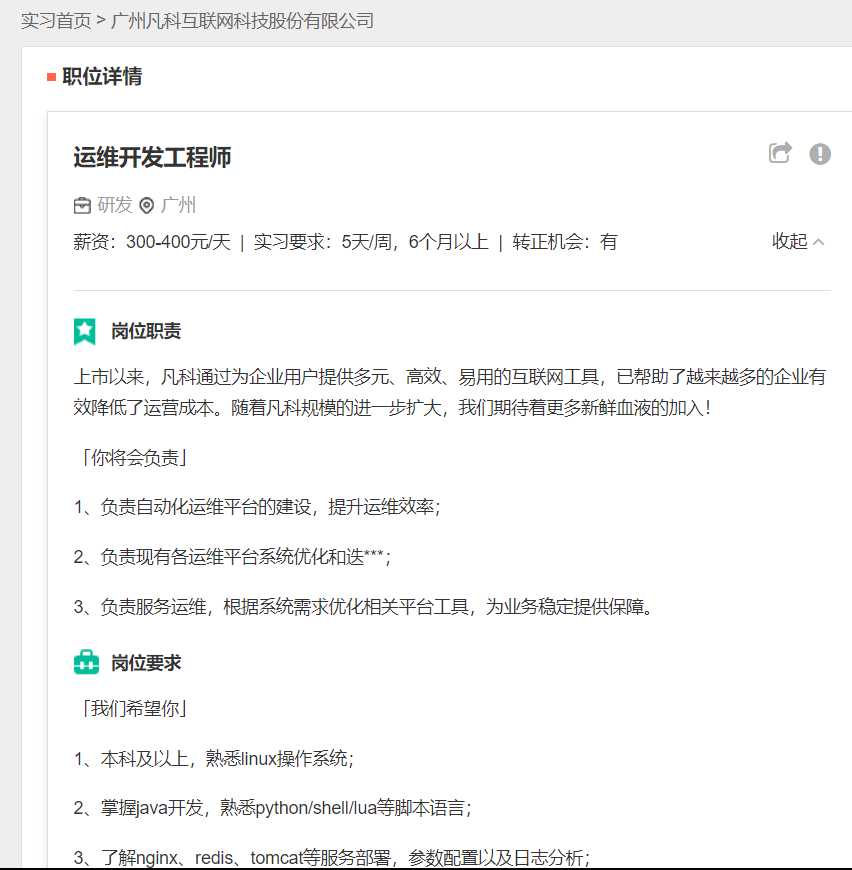 实习首页 > 广州凡科互联网科技股份有限公司
职位详情
运维开发工程师
研发 广州
薪资：300-400元/天 | 实习要求：5天/周，6个月以上 | 转正机会：有 收起
岗位职责
上市以来，凡科通过为企业用户提供多元、高效、易用的互联网工具，已帮助了越来越多的企业有
效降低了运营成本。随着凡科规模的进一步扩大，我们期待着更多新鲜血液的加入！
「你将会负责」
1、负责自动化运维平台的建设，提升运维效率；
2、负责现有各运维平台系统优化和迭***；
3、负责服务运维，根据系统需求优化相关平台工具，为业务稳定提供保障。
岗位要求
「我们希望你」
1、本科及以上，熟悉linux操作系统；
2、掌握java开发，熟悉python/shell/lua等脚本语言；
3、了解nginx、redis、tomcat等服务部署，参数配置以及日志分析；